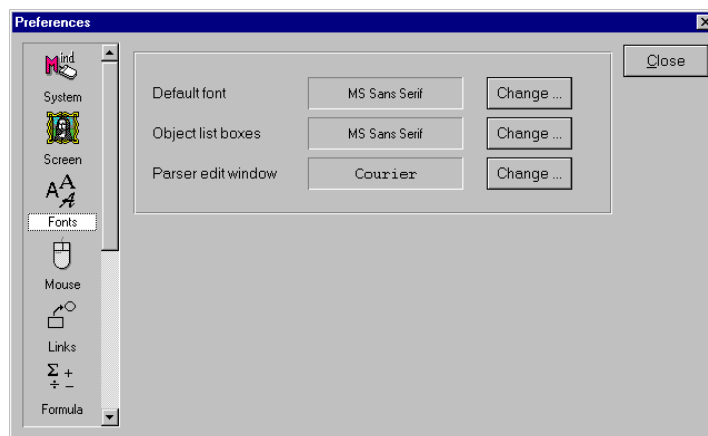 Preferences
Mind
System
Screen
AAA
Fonts
Mouse
Links
Σ +
÷ −
Formula
Default font
MS Sans Serif
Change ...
Object list boxes
MS Sans Serif
Change ...
Parser edit window
Courier
Change ...
Close